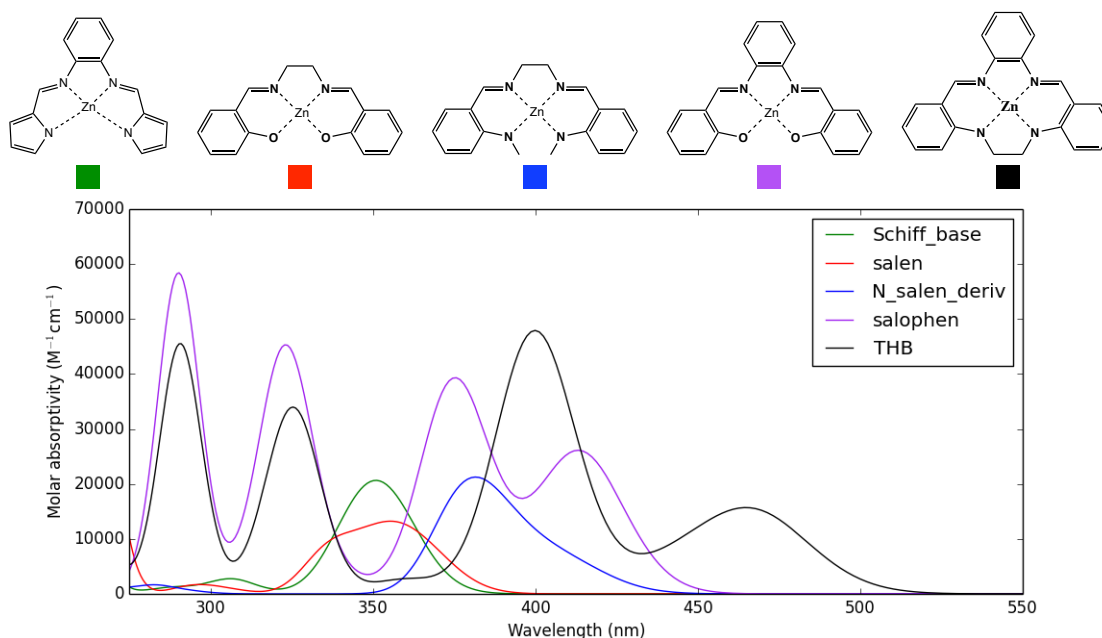 N N Zn N N
N N Zn O O
N N Zn N N
N N Zn O O
N N Zn N N
70000
60000
50000
40000
30000
20000
10000
0
Molar absorptivity (M⁻¹ cm⁻¹)
Schiff_base
salen
N_salen_deriv
salophen
THB
300 350 400 450 500 550
Wavelength (nm)